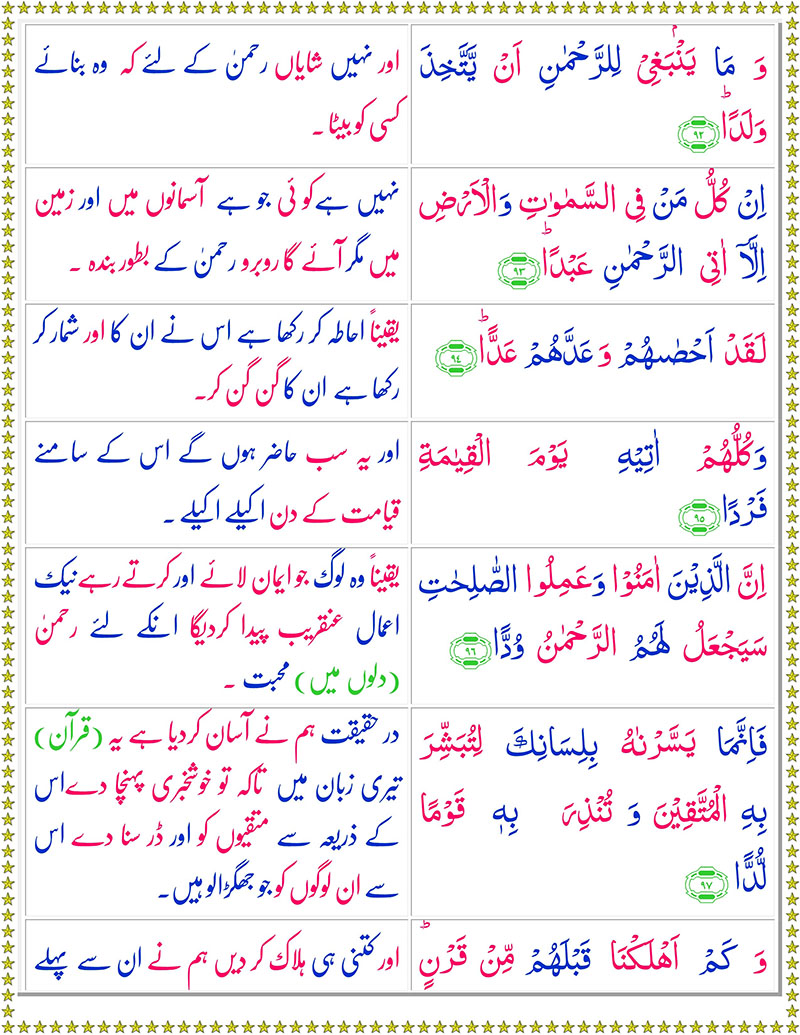 وَ مَا يَنْۢبَغِيْ لِلرَّحْمٰنِ اَنْ يَّتَّخِذَ
وَلَدًاؕ ۹۲
اور نہیں شایاں رحمنٰ کے لئے کہ وہ بنائے
کسی کو بیٹا ۔
اِنْ كُلُّ مَنْ فِي السَّمٰوٰتِ وَالْاَرْضِ
اِلَّاۤ اٰتِي الرَّحْمٰنِ عَبْدًاؕ ۹۳
نہیں ہے کوئی جو ہے آسمانوں میں اور زمین
میں مگر آئے گا روبرو رحمنٰ کے بطور بندہ ۔
لَقَدْ اَحْصٰىهُمْ وَعَدَّهُمْ عَدًّاؕ ۹۴
یقیناً احاطہ کر رکھا ہے اس نے ان کا اور شمار کر
رکھا ہے ان کا گن گن کر۔
وَكُلُّهُمْ اٰتِيْهِ يَوْمَ الْقِيٰمَةِ
فَرْدًا ۹۵
اور یہ سب حاضر ہوں گے اس کے سامنے
قیامت کے دن اکیلے اکیلے ۔
اِنَّ الَّذِيْنَ اٰمَنُوْا وَعَمِلُوا الصّٰلِحٰتِ
سَيَجْعَلُ لَهُمُ الرَّحْمٰنُ وُدًّا ۹۶
یقیناً وہ لوگ جو ایمان لائے اور کرتے رہے نیک
اعمال عنقریب پیدا کردیگا انکے لئے رحمنٰ
(دلوں میں) محبت ۔
فَاِنَّمَا يَسَّرْنٰهُ بِلِسَانِكَ لِتُبَشِّرَ
بِهِ الْمُتَّقِيْنَ وَ تُنْذِرَ بِهٖ قَوْمًا
لُّدًّا ۹۷
در حقیقت ہم نے آسان کردیا ہے یہ (قرآن)
تیری زبان میں تاکہ تو خوشخبری پہنچا دے اس
کے ذریعہ سے متقیوں کو اور ڈر سنا دے اس
سے ان لوگوں کو جو جھگڑالو ہیں۔
وَ كَمْ اَهْلَكْنَا قَبْلَهُمْ مِّنْ قَرْنٍؕ
اور کتنی ہی ہلاک کر دیں ہم نے ان سے پہلے